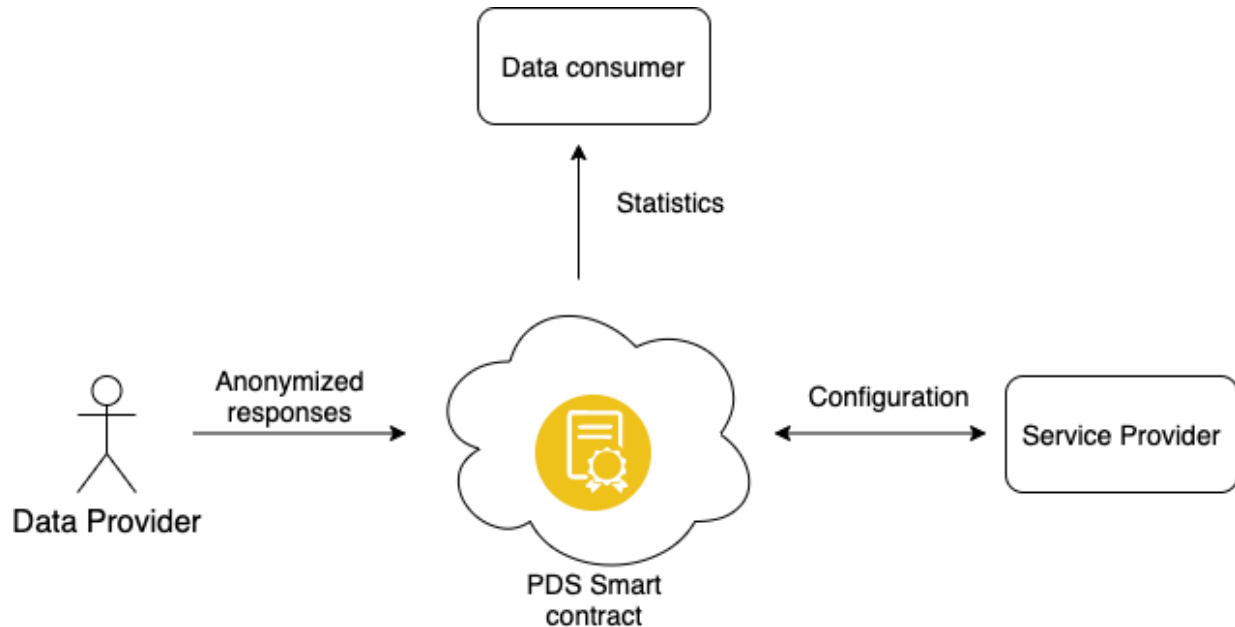 Data consumer
Statistics
Anonymized
responses
Configuration
Service Provider
Data Provider
PDS Smart
contract